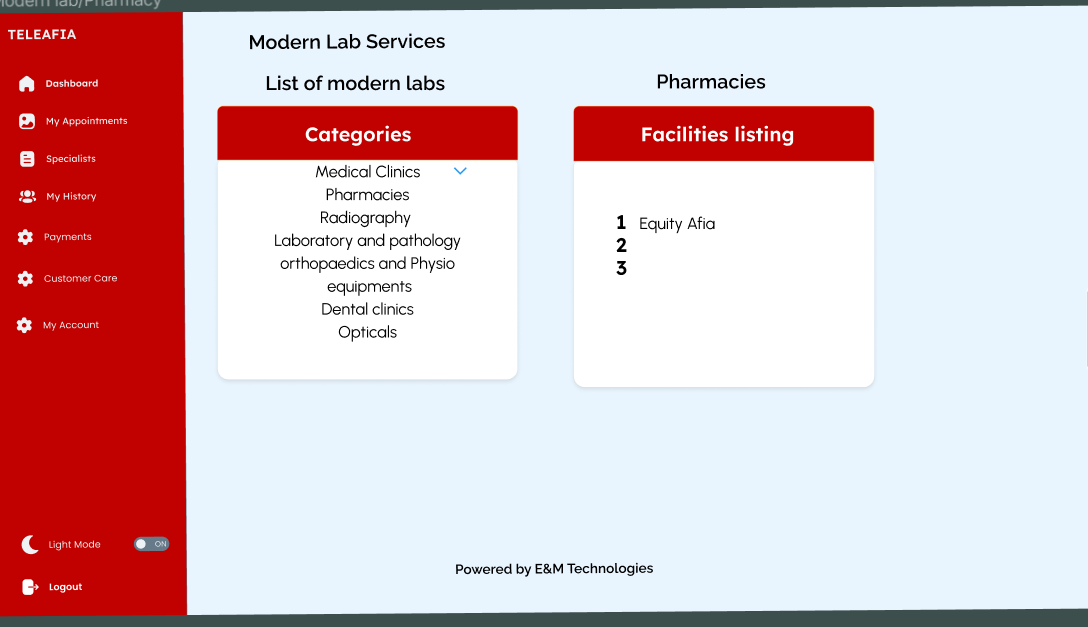 Modern lab/Pharmacy
TELEAFIA
Dashboard
My Appointments
Specialists
My History
Payments
Customer Care
My Account
Light Mode
ON
Logout
Modern Lab Services
List of modern labs
Categories
Medical Clinics
Pharmacies
Radiography
Laboratory and pathology
orthopaedics and Physio
equipments
Dental clinics
Opticals
Pharmacies
Facilities listing
1 Equity Afia
2
3
Powered by E&M Technologies